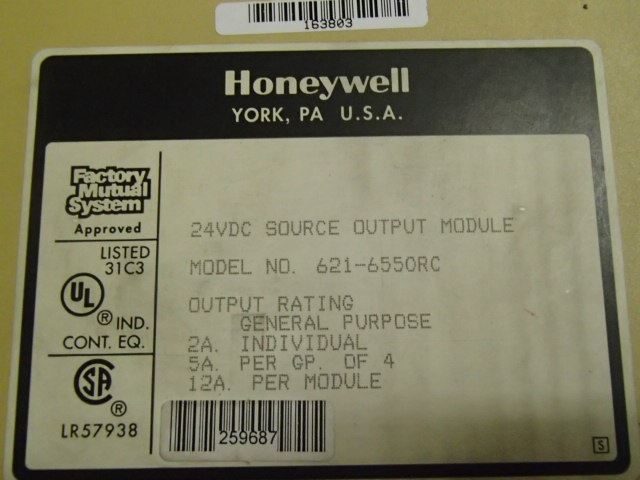 163803
Honeywell
YORK, PA U.S.A.
Factory
Mutual
System
Approved
LISTED
31C3
UL
® IND.
CONT. EQ.
SA
®
LR57938
24VDC SOURCE OUTPUT MODULE
MODEL NO. 621-6550RC
OUTPUT RATING
GENERAL PURPOSE
2A. INDIVIDUAL
5A. PER GP. OF 4
12A. PER MODULE
259687
S